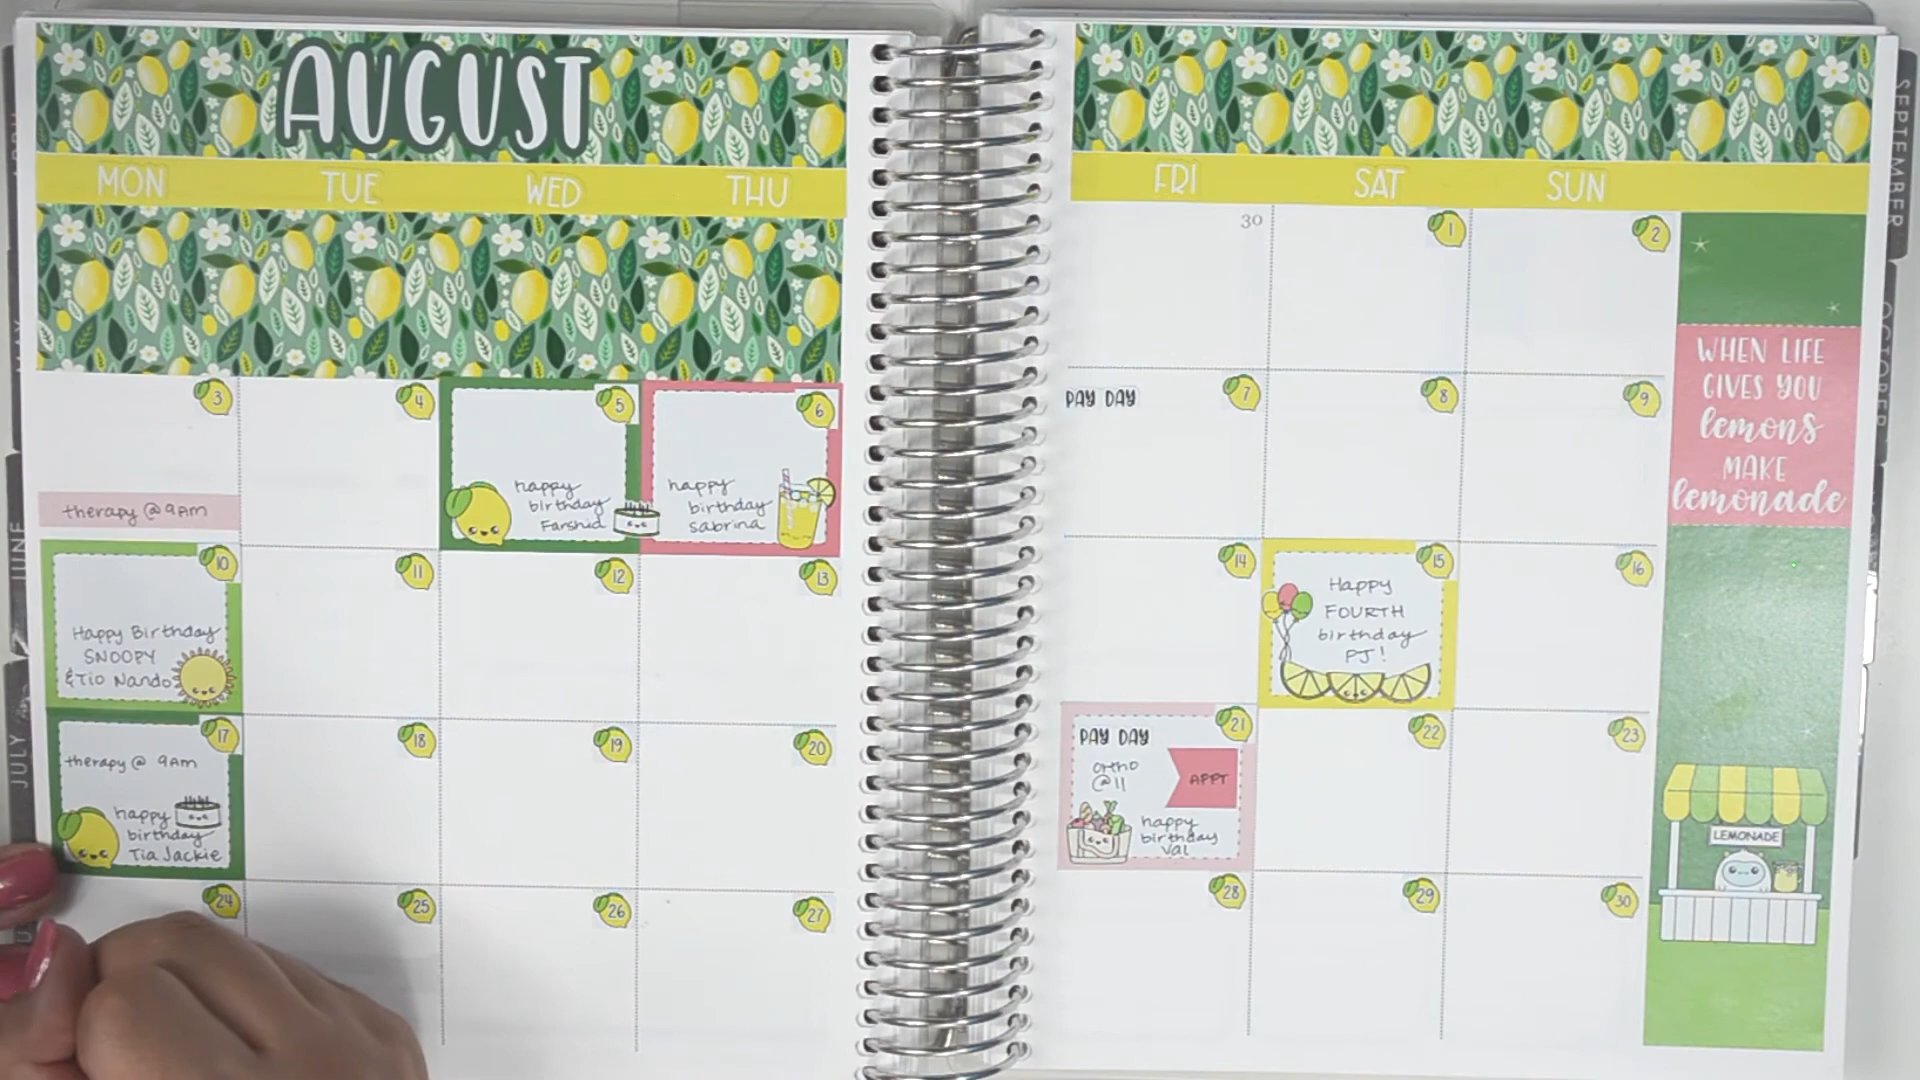 AUGUST
MON TUE WED THU
FRI SAT SUN
30 1 2
3 4 5 6
therapy @ 9AM
happy
birthday
Farshid
happy
birthday
sabrina
PAY DAY 7 8 9
10 11 12 13
Happy Birthday
SNOOPY
& Tio Nando
14 15 16
Happy
FOURTH
birthday
PJ!
17 18 19 20
therapy @ 9AM
happy
birthday
Tia Jackie
21 22 23
PAY DAY
ortho
@11
APPT
happy
birthday
Val
24 25 26 27
28 29 30
WHEN LIFE
GIVES YOU
lemons
MAKE
lemonade
LEMONADE
SEPTEMBER
OCTOBER
MAY
JUNE
JULY